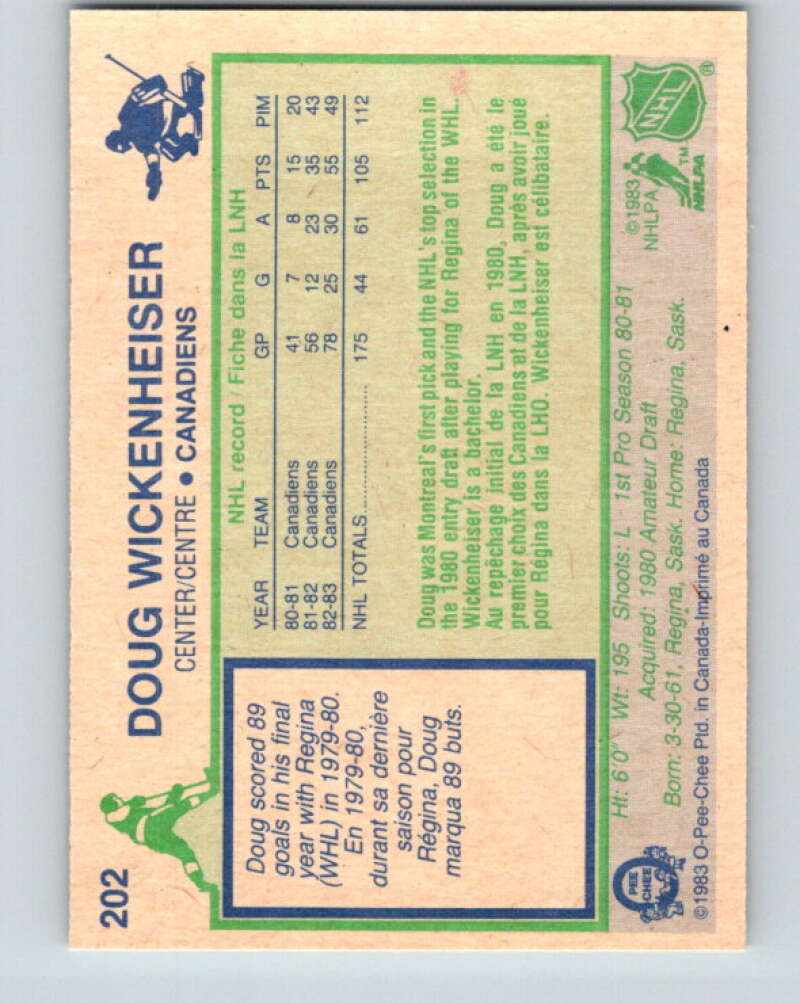 202
DOUG WICKENHEISER
CENTER/CENTRE • CANADIENS
Doug scored 89
goals in his final
year with Regina
(WHL) in 1979-80.
En 1979-80,
durant sa dernière
saison pour
Régina, Doug
marqua 89 buts.
NHL record / Fiche dans la LNH
YEAR TEAM GP G A PTS PIM
80-81 Canadiens 41 7 8 15 20
81-82 Canadiens 56 12 23 35 43
82-83 Canadiens 78 25 30 55 49
NHL TOTALS 175 44 61 105 112
Doug was Montreal's first pick and the NHL's top selection in
the 1980 entry draft after playing for Regina of the WHL.
Wickenheiser is a bachelor.
Au repêchage initial de la LNH en 1980, Doug a été le
premier choix des Canadiens et de la LNH, après avoir joué
pour Régina dans la LHO. Wickenheiser est célibataire.
Ht: 6'0" Wt: 195 Shoots: L 1st Pro Season 80-81
Acquired: 1980 Amateur Draft
Born: 3-30-61, Regina, Sask. Home: Regina, Sask.
©1983 O-Pee-Chee Ptd. in Canada-Imprimé au Canada
O
PEE
CHEE
©1983
NHLPA
NHLPA™
NHL®